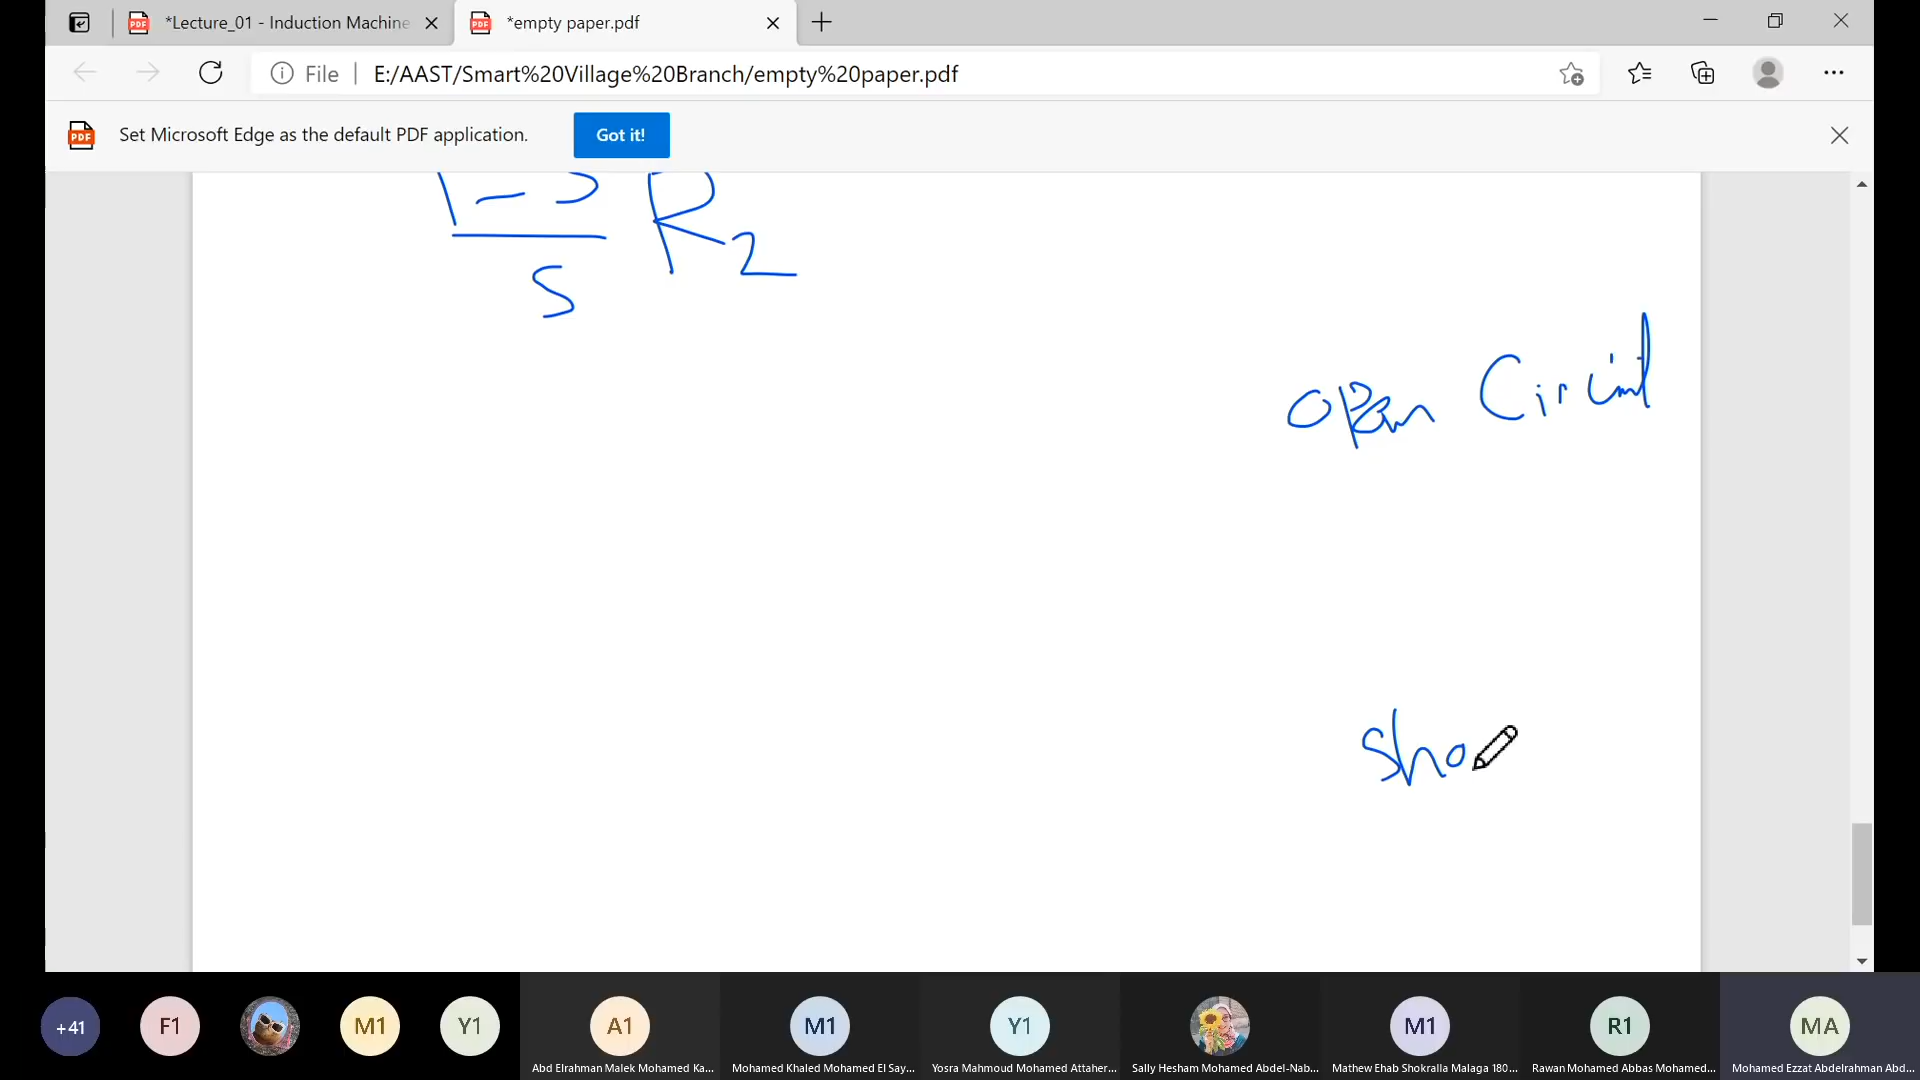 *Lecture_01 - Induction Machine
*empty paper.pdf
File
E:/AAST/Smart%20Village%20Branch/empty%20paper.pdf
PDF
Set Microsoft Edge as the default PDF application.
Got it!
1-S
R2
S
open Circuit
Sho
+41
F1
M1
Y1
A1
M1
Y1
M1
R1
MA
Abd Elrahman Malek Mohamed Ka...
Mohamed Khaled Mohamed El Say...
Yosra Mahmoud Mohamed Attaher...
Sally Hesham Mohamed Abdel-Nab...
Mathew Ehab Shokralla Malaga 180...
Rawan Mohamed Abbas Mohamed...
Mohamed Ezzat Abdelrahman Abd...